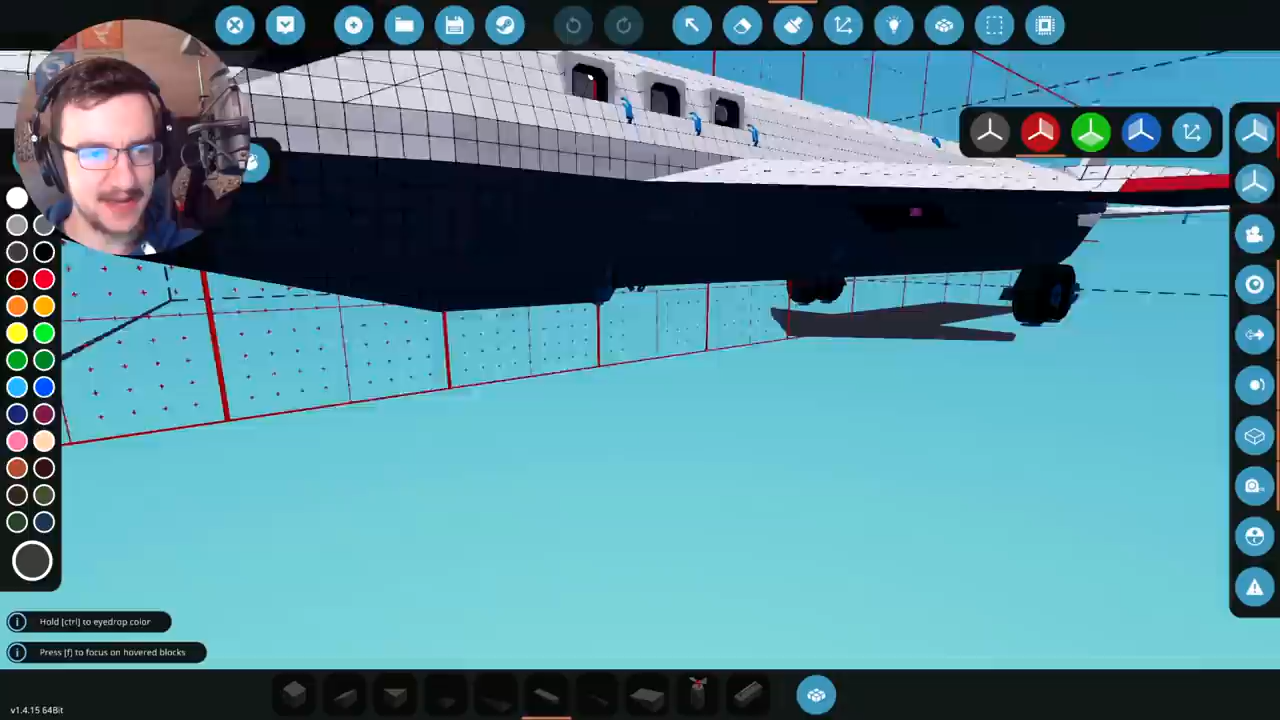 Hold [ctrl] to eyedrop color
Press [f] to focus on hovered blocks
v1.4.15 64Bit